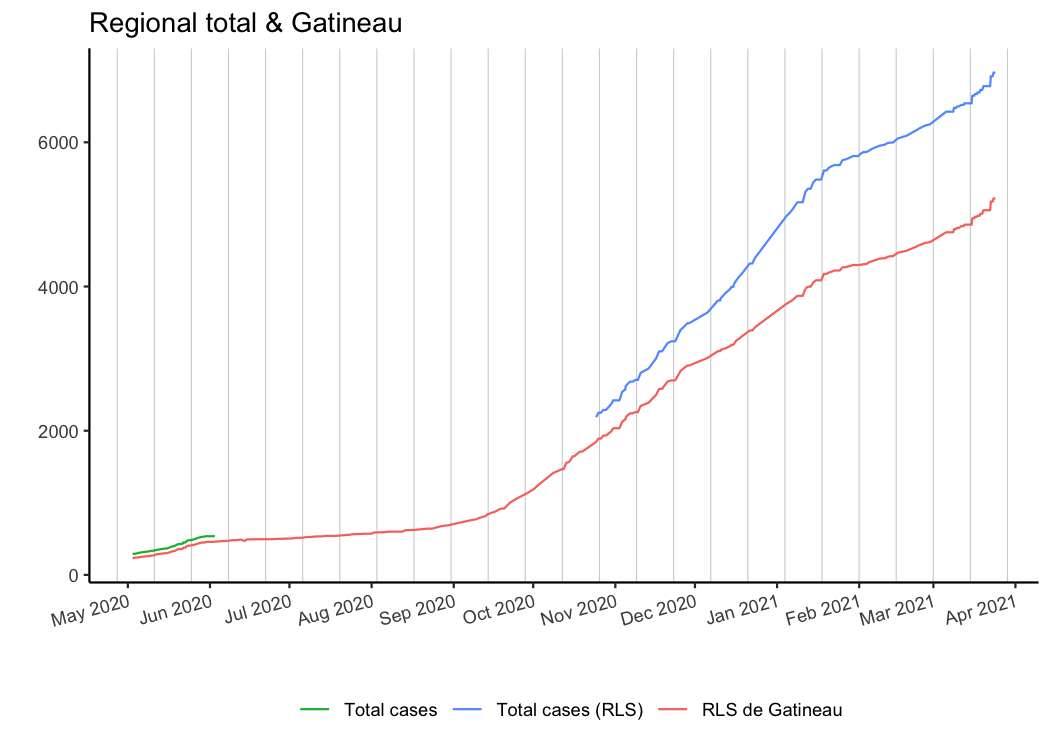 Regional total & Gatineau
6000
4000
2000
0
May 2020 Jun 2020 Jul 2020 Aug 2020 Sep 2020 Oct 2020 Nov 2020 Dec 2020 Jan 2021 Feb 2021 Mar 2021 Apr 2021
Total cases Total cases (RLS) RLS de Gatineau